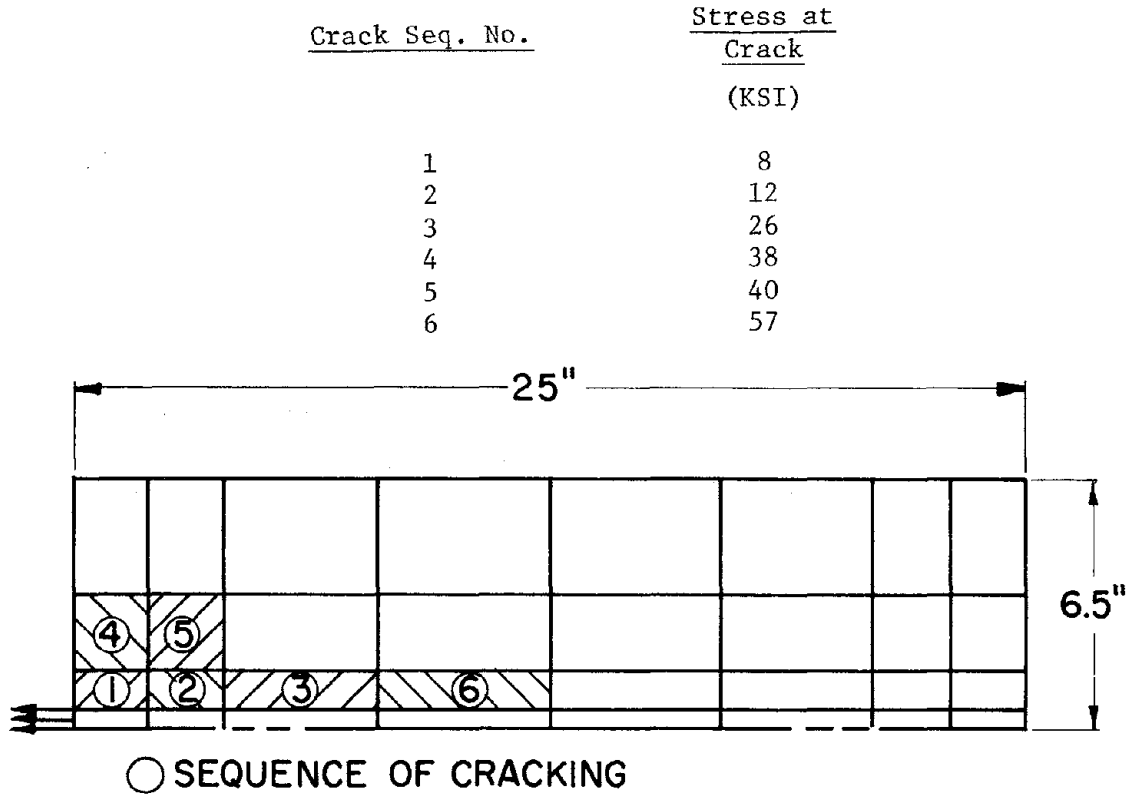 Crack Seq. No. Stress at
Crack
(KSI)
1 8
2 12
3 26
4 38
5 40
6 57
25"
6.5"
4 5
1 2 3 6
SEQUENCE OF CRACKING